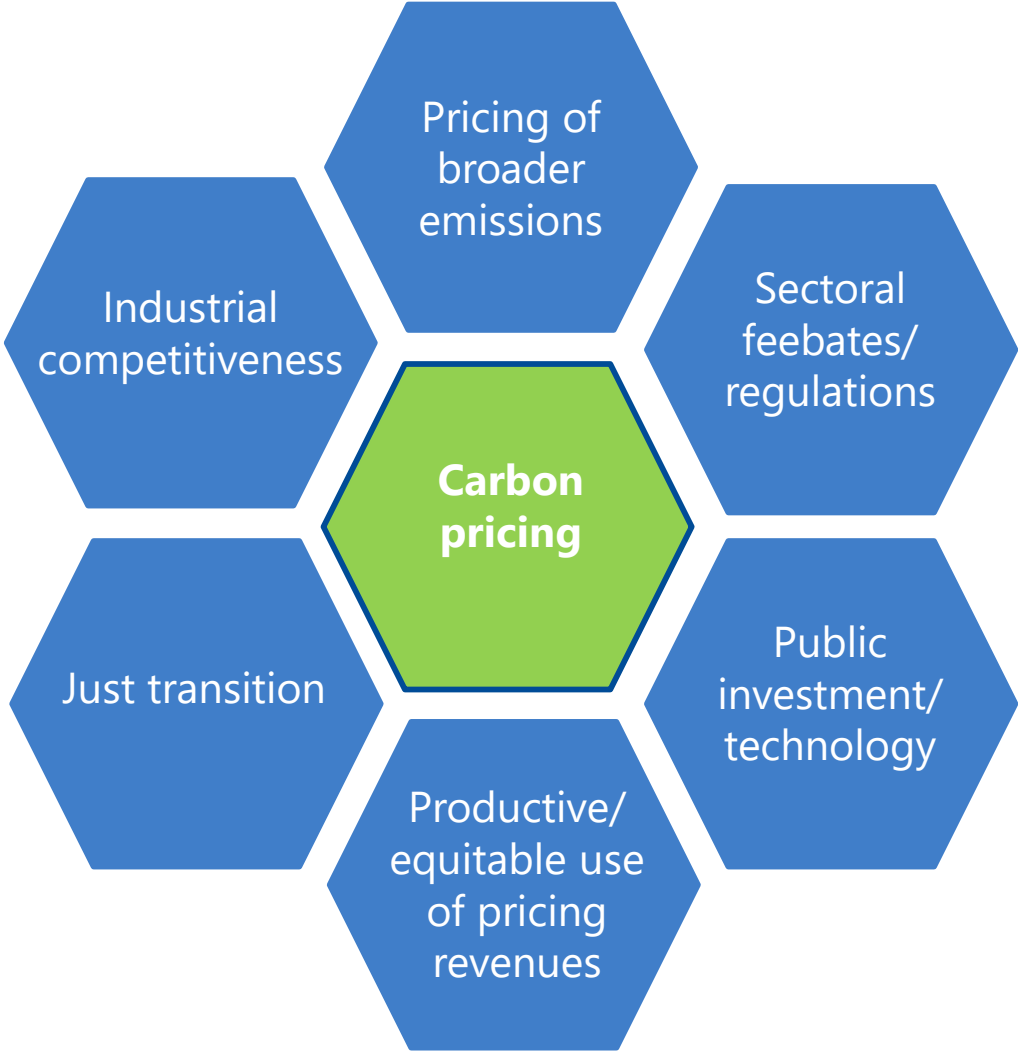 Pricing of
broader
emissions
Sectoral
feebates/
regulations
Industrial
competitiveness
Carbon
pricing
Public
investment/
technology
Just transition
Productive/
equitable use
of pricing
revenues